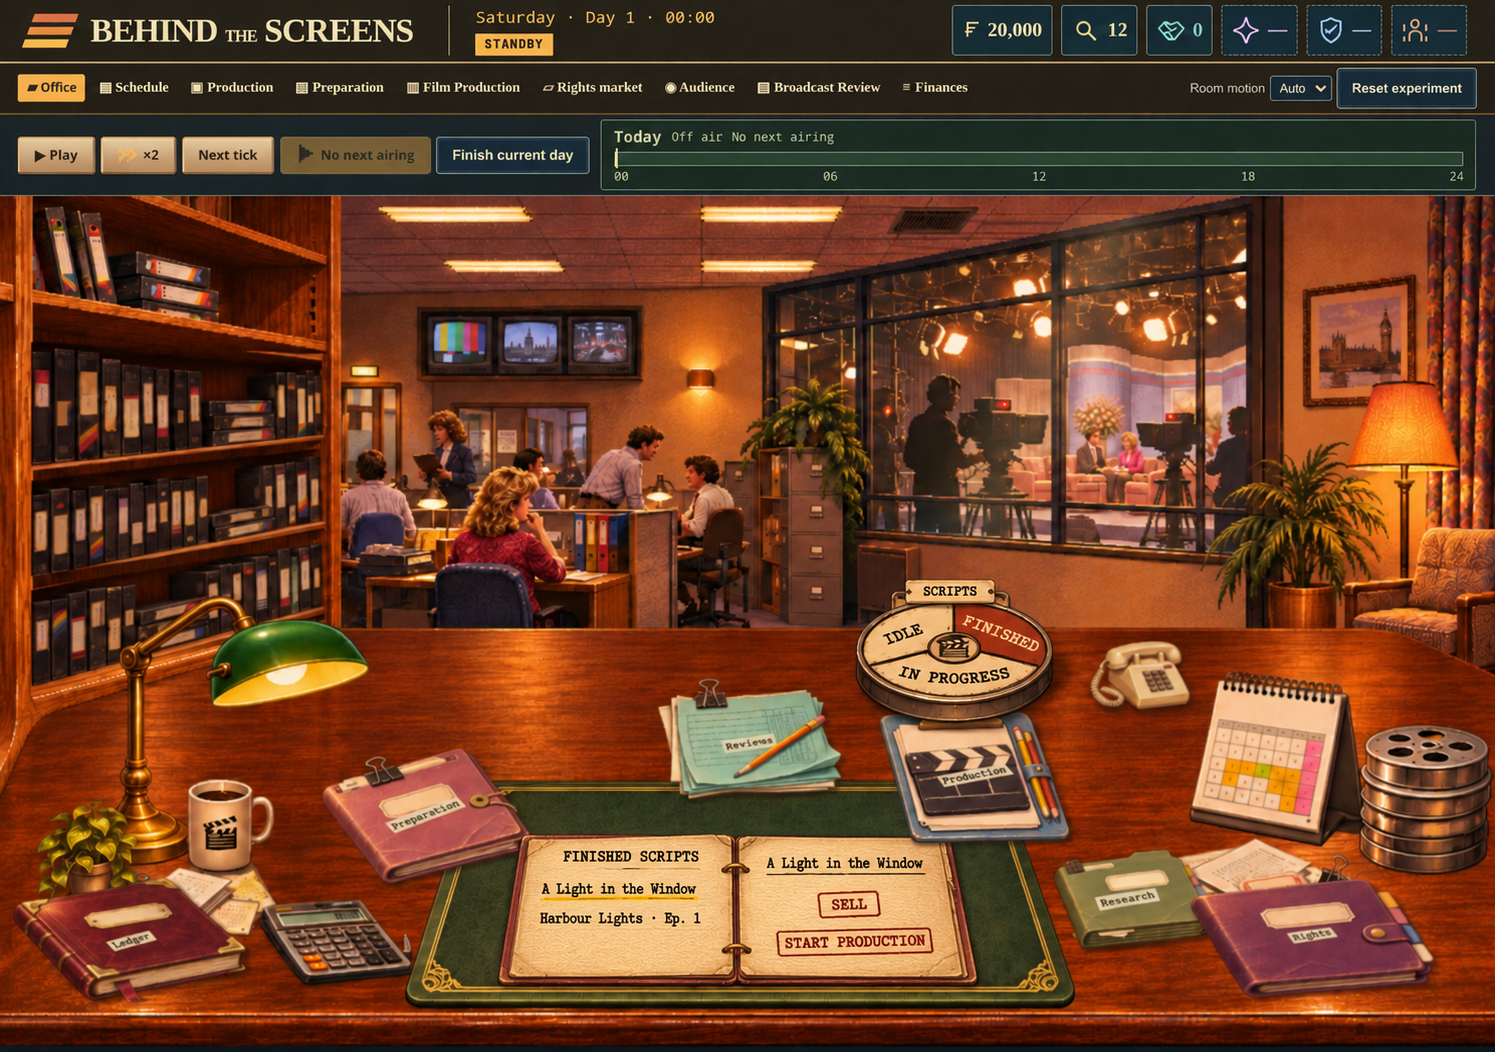 BEHIND THE SCREENS
Saturday · Day 1 · 00:00
STANDBY
20,000
12
0
Office
Schedule
Production
Preparation
Film Production
Rights market
Audience
Broadcast Review
Finances
Room motion
Auto
Reset experiment
Play
×2
Next tick
No next airing
Finish current day
Today Off air No next airing
00 06 12 18 24
SCRIPTS
IDLE
FINISHED
IN PROGRESS
Reviews
Production
Preparation
FINISHED SCRIPTS
A Light in the Window
Harbour Lights · Ep. 1
A Light in the Window
SELL
START PRODUCTION
Research
Ledger
Rights